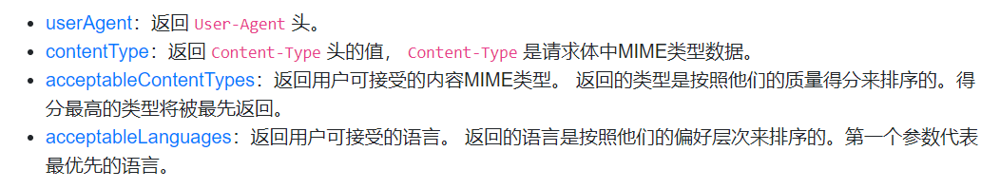 userAgent：返回 User-Agent 头。
contentType：返回 Content-Type 头的值， Content-Type 是请求体中MIME类型数据。
acceptableContentTypes：返回用户可接受的内容MIME类型。 返回的类型是按照他们的质量得分来排序的。得
分最高的类型将被最先返回。
acceptableLanguages：返回用户可接受的语言。 返回的语言是按照他们的偏好层次来排序的。第一个参数代表
最优先的语言。